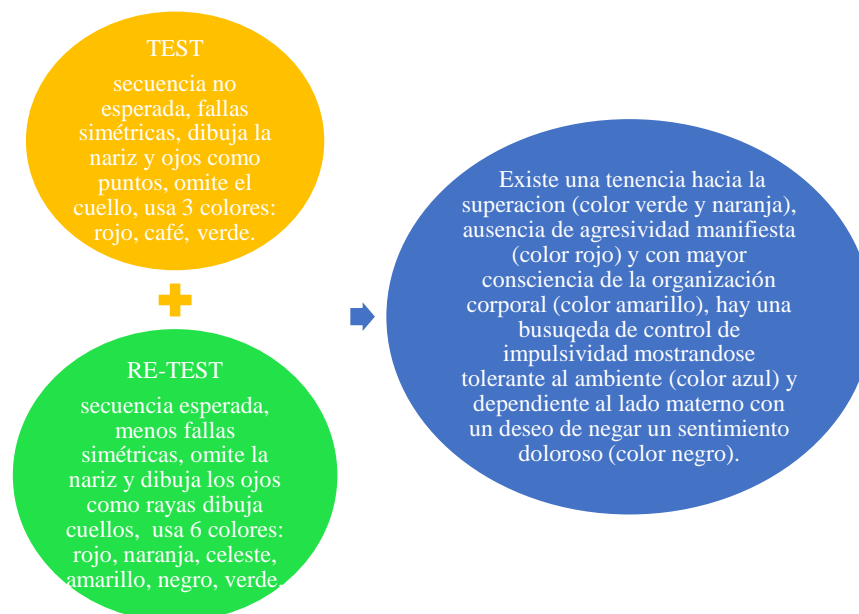 TEST
secuencia no
esperada, fallas
simétricas, dibuja la
nariz y ojos como
puntos, omite el
cuello, usa 3 colores:
rojo, café, verde.
RE-TEST
secuencia esperada,
menos fallas
simétricas, omite la
nariz y dibuja los ojos
como rayas dibuja
cuellos, usa 6 colores:
rojo, naranja, celeste,
amarillo, negro, verde.
Existe una tenencia hacia la
superacion (color verde y naranja),
ausencia de agresividad manifiesta
(color rojo) y con mayor
consciencia de la organización
corporal (color amarillo), hay una
busuqeda de control de
impulsividad mostrandose
tolerante al ambiente (color azul) y
dependiente al lado materno con
un deseo de negar un sentimiento
doloroso (color negro).